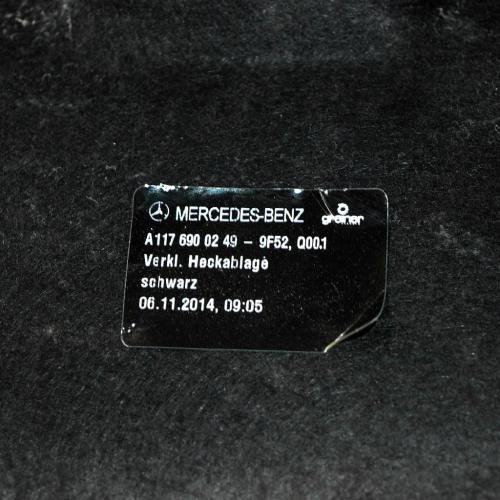 MERCEDES-BENZ greiner
A117 690 02 49 - 9F52, Q00.1
Verkl. Heckablage
schwarz
06.11.2014, 09:05